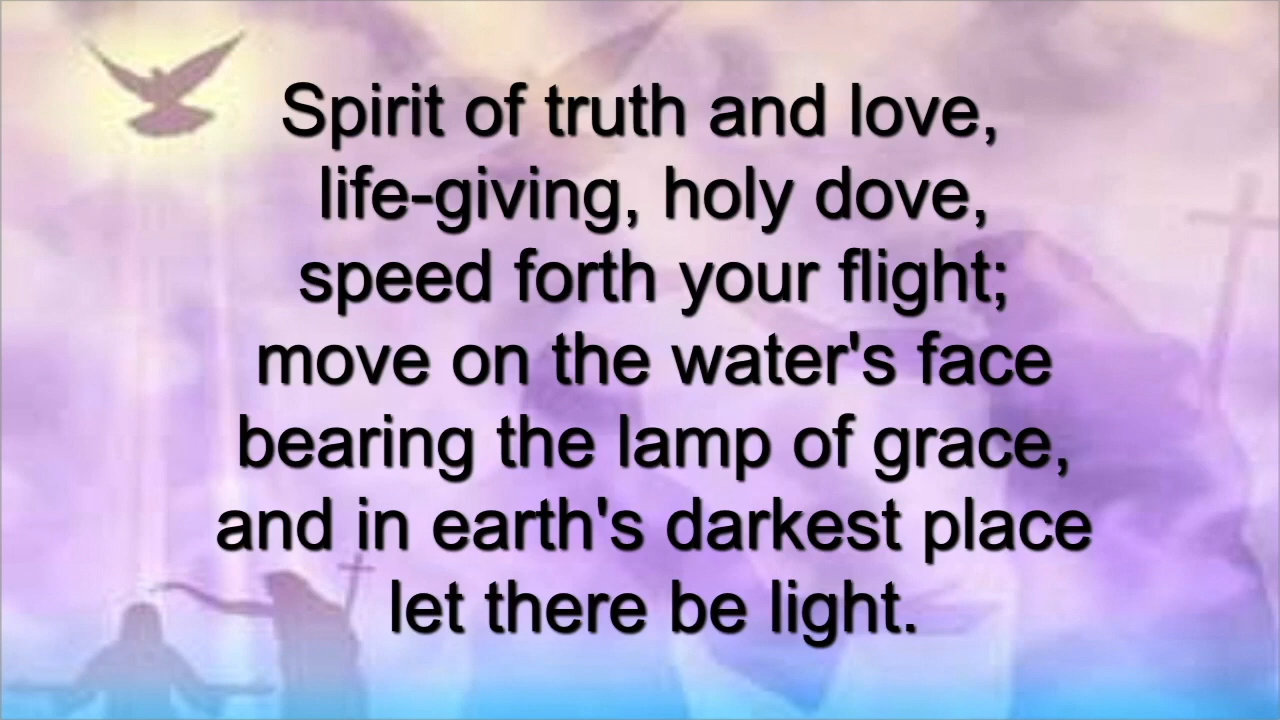 Spirit of truth and love,
life-giving, holy dove,
speed forth your flight;
move on the water's face
bearing the lamp of grace,
and in earth's darkest place
let there be light.